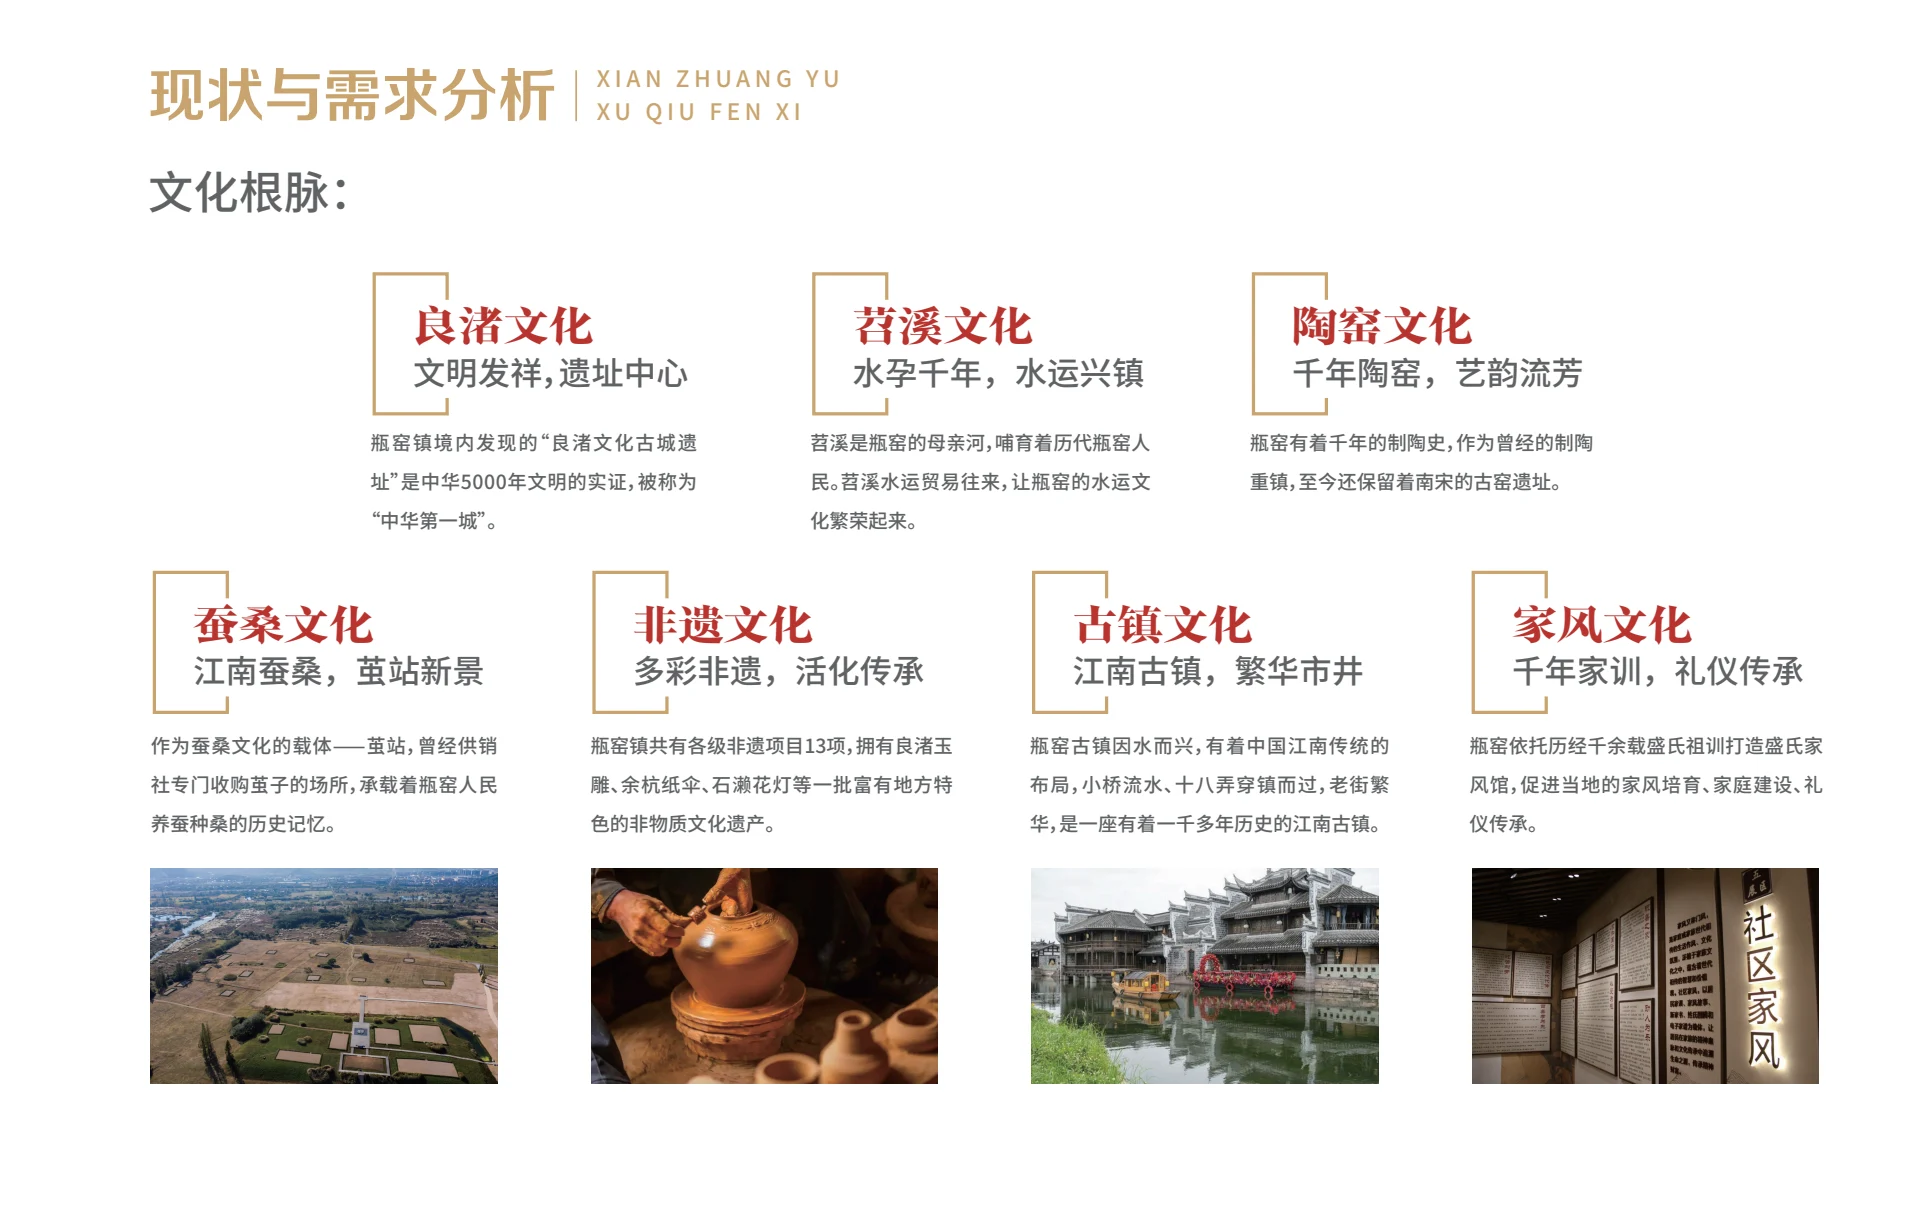 现状与需求分析
XIAN ZHUANG YU
XU QIU FEN XI
文化根脉：
良渚文化
文明发祥，遗址中心
瓶窑镇境内发现的“良渚文化古城遗
址”是中华5000年文明的实证，被称为
“中华第一城”。
苕溪文化
水孕千年，水运兴镇
苕溪是瓶窑的母亲河，哺育着历代瓶窑人
民。苕溪水运贸易往来，让瓶窑的水运文
化繁荣起来。
陶窑文化
千年陶窑，艺韵流芳
瓶窑有着千年的制陶史，作为曾经的制陶
重镇，至今还保留着南宋的古窑遗址。
蚕桑文化
江南蚕桑，茧站新景
作为蚕桑文化的载体——茧站，曾经供销
社专门收购茧子的场所，承载着瓶窑人民
养蚕种桑的历史记忆。
非遗文化
多彩非遗，活化传承
瓶窑镇共有各级非遗项目13项，拥有良渚玉
雕、余杭纸伞、石濑花灯等一批富有地方特
色的非物质文化遗产。
古镇文化
江南古镇，繁华市井
瓶窑古镇因水而兴，有着中国江南传统的
布局，小桥流水、十八弄穿镇而过，老街繁
华，是一座有着一千多年历史的江南古镇。
家风文化
千年家训，礼仪传承
瓶窑依托历经千余载盛氏祖训打造盛氏家
风馆，促进当地的家风培育、家庭建设、礼
仪传承。
社区家风